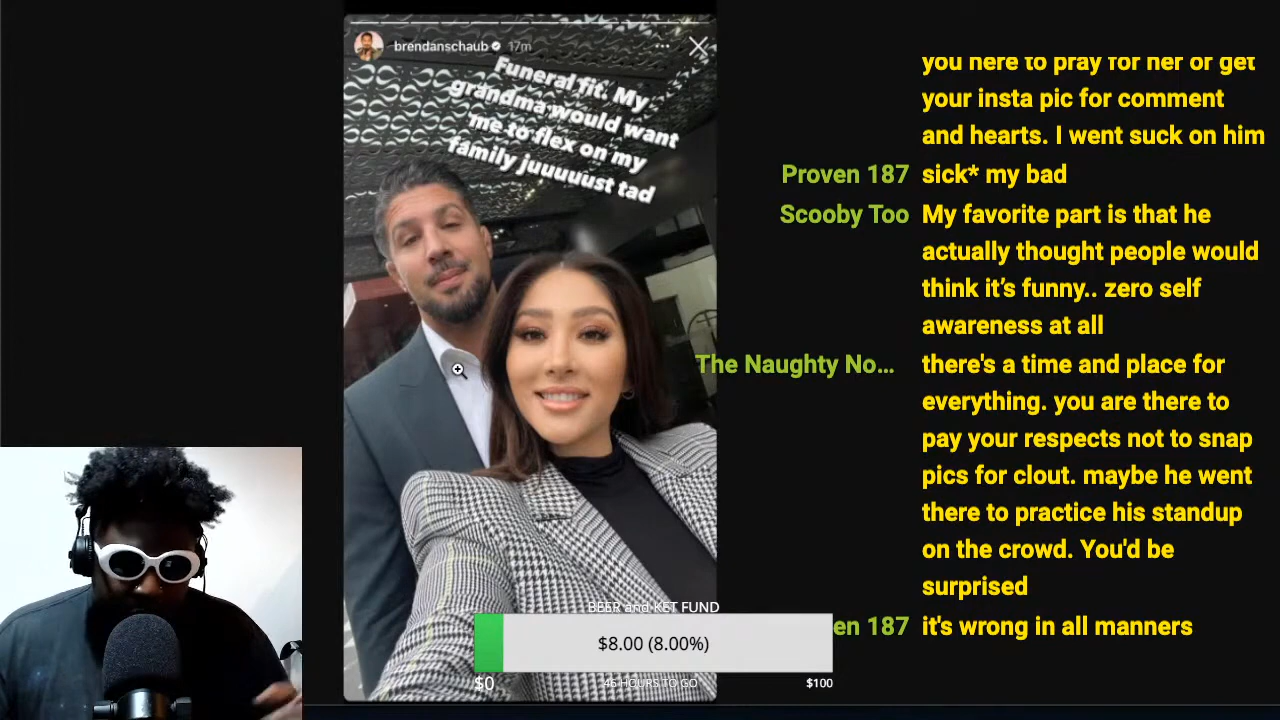 brendanschaub 17m
Funeral fit. My
grandma would want
me to flex on my
family juuuuust tad
you here to pray for her or get
your insta pic for comment
and hearts. I went suck on him
Proven 187 sick* my bad
Scooby Too My favorite part is that he
actually thought people would
think it’s funny.. zero self
awareness at all
The Naughty No... there's a time and place for
everything. you are there to
pay your respects not to snap
pics for clout. maybe he went
there to practice his standup
on the crowd. You'd be
surprised
en 187 it's wrong in all manners
BEER and KET FUND
$8.00 (8.00%)
$0 46 HOURS TO GO $100